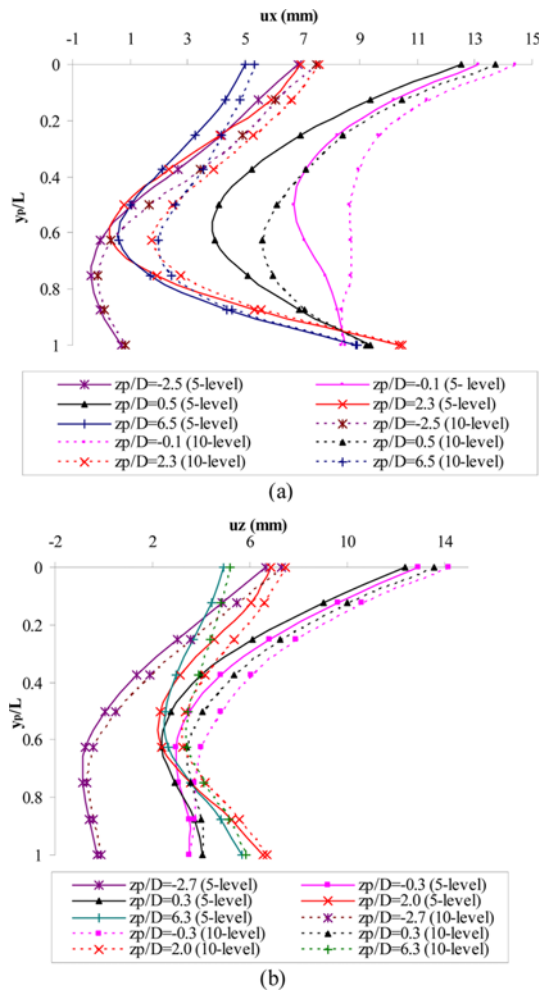 ux (mm)
-1 1 3 5 7 9 11 13 15
0
0.2
0.4
0.6
0.8
1
yp/L
zp/D=-2.5 (5-level) zp/D=-0.1 (5- level)
zp/D=0.5 (5-level) zp/D=2.3 (5-level)
zp/D=6.5 (5-level) zp/D=-2.5 (10-level)
zp/D=-0.1 (10-level) zp/D=0.5 (10-level)
zp/D=2.3 (10-level) zp/D=6.5 (10-level)
(a)
uz (mm)
-2 2 6 10 14
0
0.2
0.4
0.6
0.8
1
yp/L
zp/D=-2.7 (5-level) zp/D=-0.3 (5-level)
zp/D=0.3 (5-level) zp/D=2.0 (5-level)
zp/D=6.3 (5-level) zp/D=-2.7 (10-level)
zp/D=-0.3 (10-level) zp/D=0.3 (10-level)
zp/D=2.0 (10-level) zp/D=6.3 (10-level)
(b)